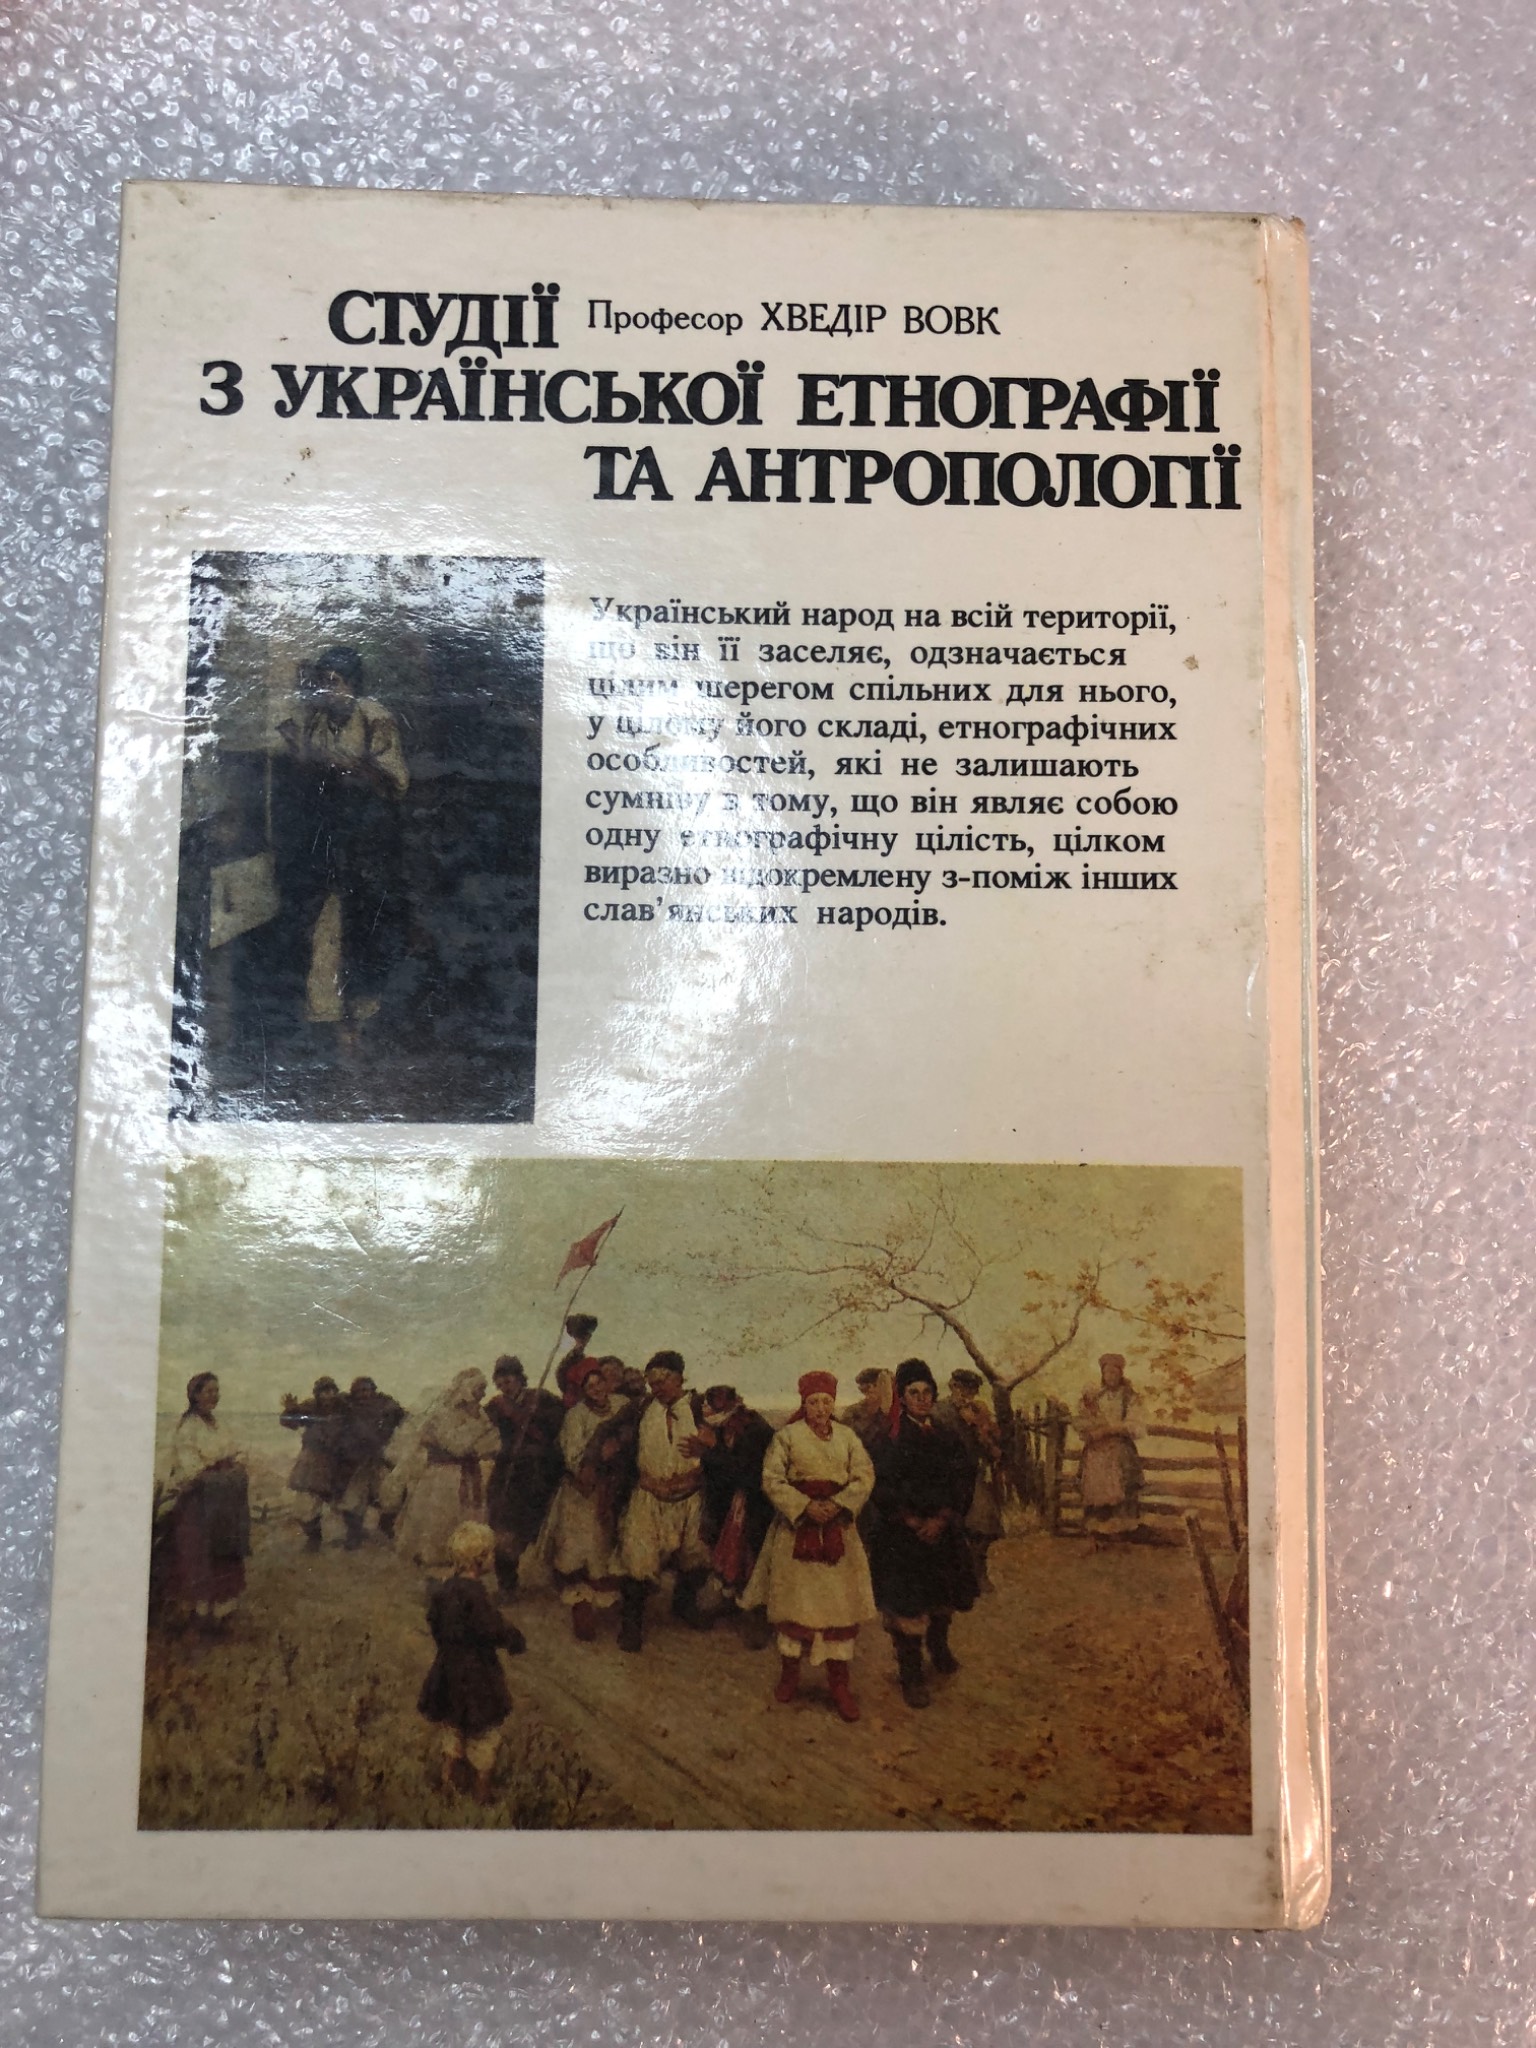 СТУДІЇ Професор ХВЕДІР ВОВК
З УКРАЇНСЬКОЇ ЕТНОГРАФІЇ
ТА АНТРОПОЛОГІЇ
Український народ на всій території,
що він її заселяє, одзначається
цілим шерегом спільних для нього,
у цілому його складі, етнографічних
особливостей, які не залишають
сумніву в тому, що він являє собою
одну етнографічну цілість, цілком
виразно відокремлену з-поміж інших
слав’янських народів.